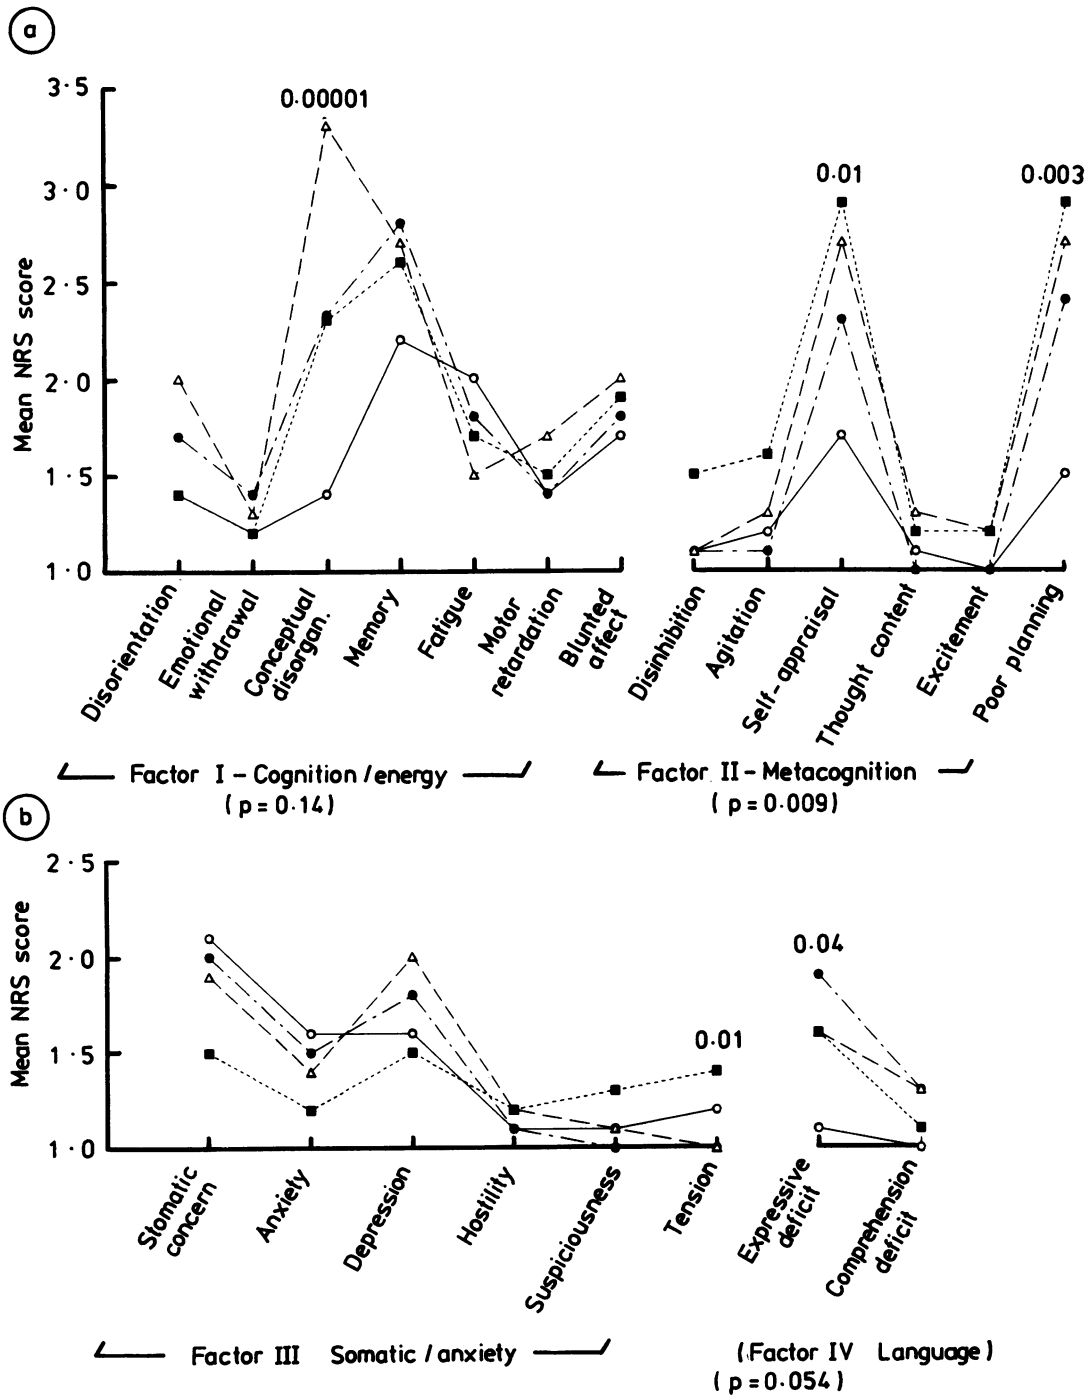 a
3·5
3·0
2·5
2·0
1·5
1·0
Mean NRS score
0·00001
0·01
0·003
Disorientation
Emotional
withdrawal
Conceptual
disorgan.
Memory
Fatigue
Motor
retardation
Blunted
affect
Disinhibition
Agitation
Self-appraisal
Thought content
Excitement
Poor planning
Factor I - Cognition / energy
( p = 0·14 )
Factor II - Metacognition
( p = 0·009 )
b
2·5
2·0
1·5
1·0
Mean NRS score
0·01
0·04
Stomatic
concern
Anxiety
Depression
Hostility
Suspiciousness
Tension
Expressive
deficit
Comprehension
deficit
Factor III Somatic / anxiety
( Factor IV Language )
( p = 0·054 )